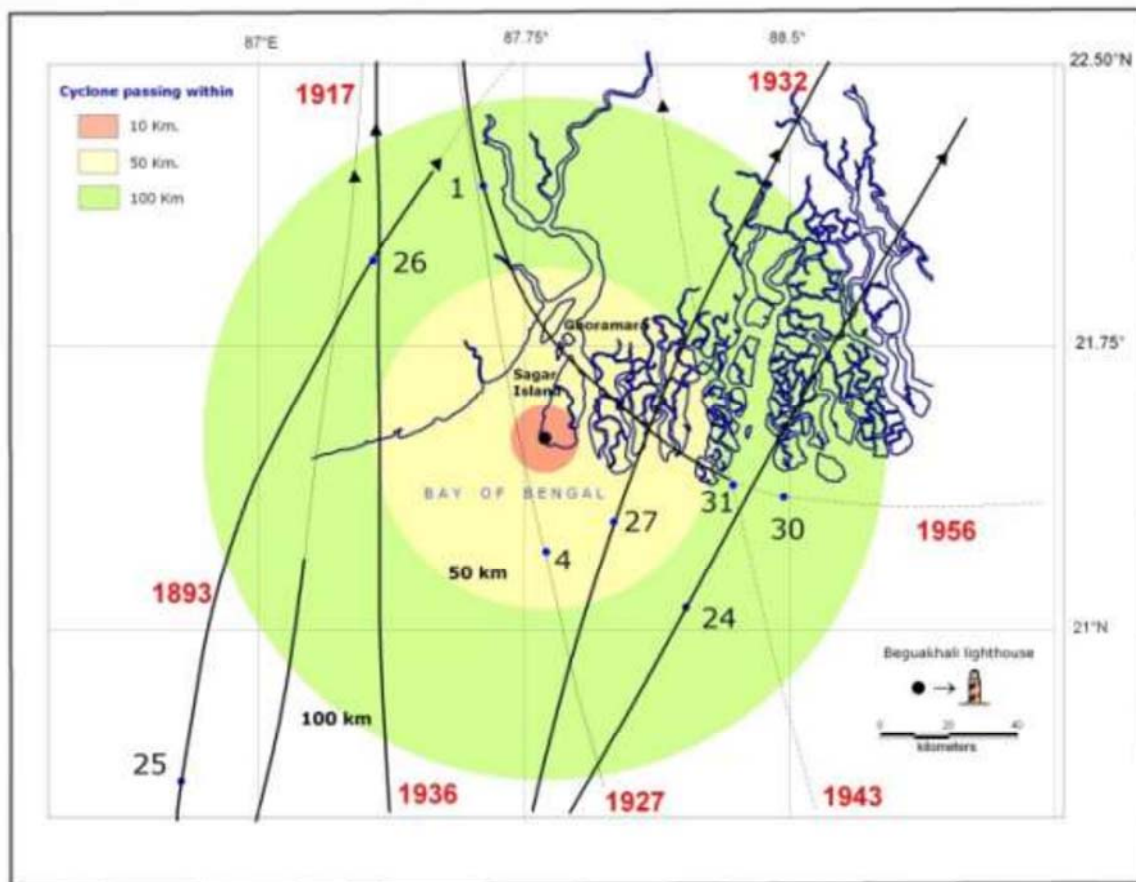 87°E
87.75°
88.5°
22.50°N
Cyclone passing within
10 Km.
50 Km.
100 Km
1917
1932
1
26
Ghoramara
21.75°
Sagar
Island
BAY OF BENGAL
31
30
27
1956
4
50 km
1893
24
21°N
Beguakhali lighthouse
100 km
0 20 40
kilometers
25
1936
1927
1943